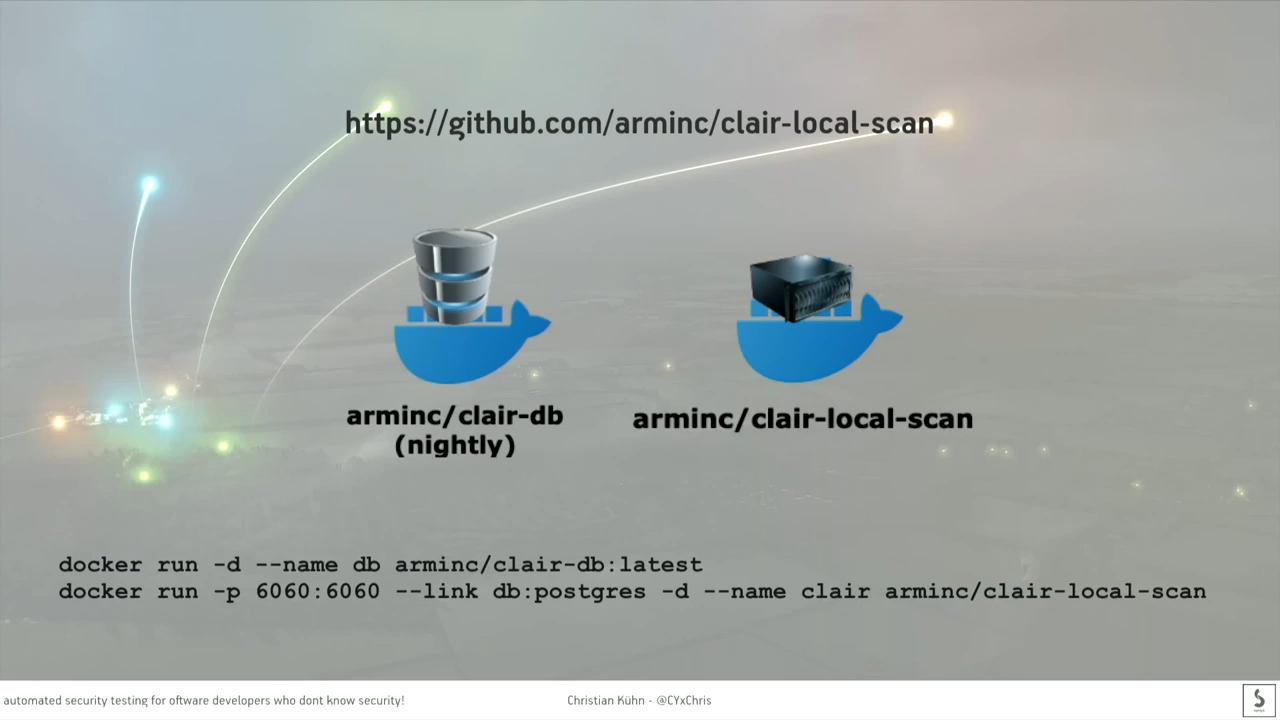 https://github.com/arminc/clair-local-scan
arminc/clair-db
(nightly)
arminc/clair-local-scan
docker run -d --name db arminc/clair-db:latest
docker run -p 6060:6060 --link db:postgres -d --name clair arminc/clair-local-scan
automated security testing for oftware developers who dont know security!
Christian Kühn - @CYxChris